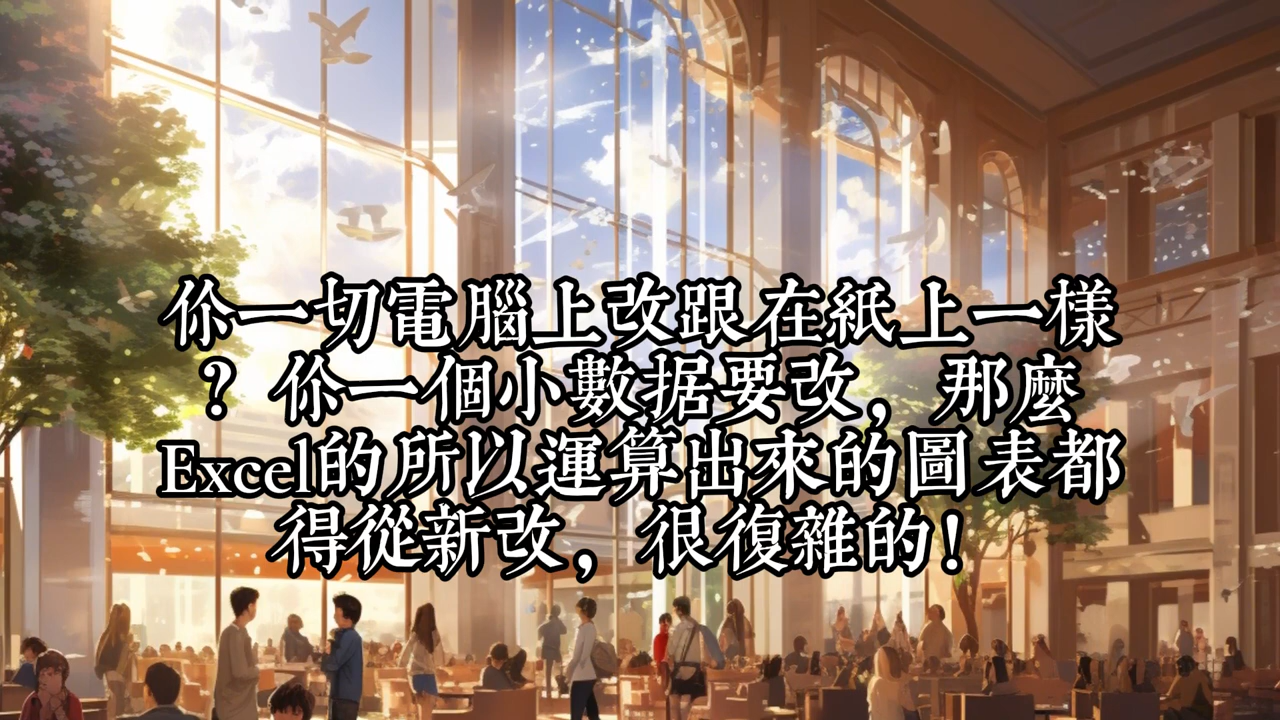 你一切電腦上改跟在紙上一樣
?你一個小數据要改,那麼
Excel的所以運算出來的圖表都
得從新改,很復雜的!